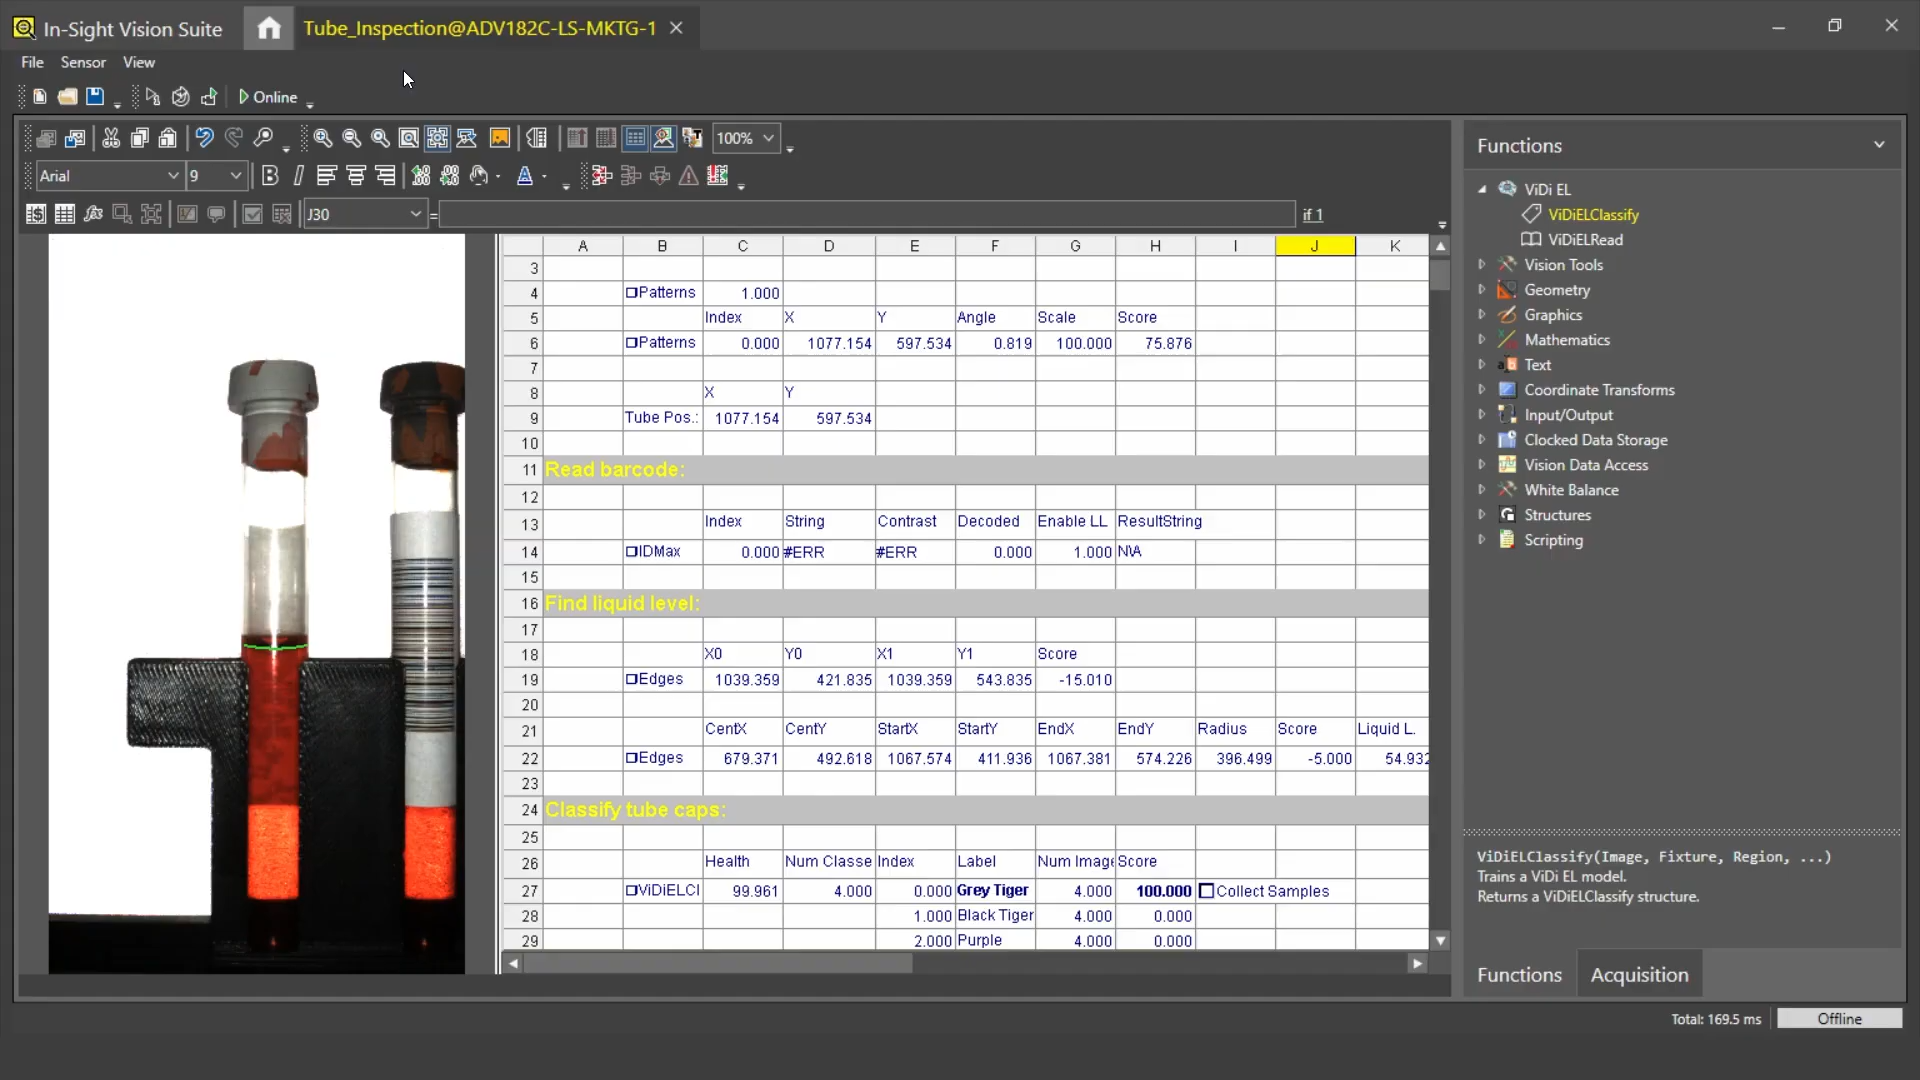 In-Sight Vision Suite
Tube_Inspection@ADV182C-LS-MKTG-1
File Sensor View
Online
100%
Arial 9
J30 = if 1
A B C D E F G H I J K
3
4 Patterns 1.000
5 Index X Y Angle Scale Score
6 Patterns 0.000 1077.154 597.534 0.819 100.000 75.876
7
8 X Y
9 Tube Pos.: 1077.154 597.534
10
11 Read barcode:
12
13 Index String Contrast Decoded Enable LL ResultString
14 IDMax 0.000 #ERR #ERR 0.000 1.000 N\A
15
16 Find liquid level:
17
18 X0 Y0 X1 Y1 Score
19 Edges 1039.359 421.835 1039.359 543.835 -15.010
20
21 CentX CentY StartX StartY EndX EndY Radius Score Liquid L.
22 Edges 679.371 492.618 1067.574 411.936 1067.381 574.226 396.499 -5.000 54.932
23
24 Classify tube caps:
25
26 Health Num Classe Index Label Num Image Score
27 ViDiELCl 99.961 4.000 0.000 Grey Tiger 4.000 100.000 Collect Samples
28 1.000 Black Tiger 4.000 0.000
29 2.000 Purple 4.000 0.000
Functions
ViDi EL
ViDiELClassify
ViDiELRead
Vision Tools
Geometry
Graphics
Mathematics
Text
Coordinate Transforms
Input/Output
Clocked Data Storage
Vision Data Access
White Balance
Structures
Scripting
ViDiELClassify(Image, Fixture, Region, ...)
Trains a ViDi EL model.
Returns a ViDiELClassify structure.
Functions Acquisition
Total: 169.5 ms Offline